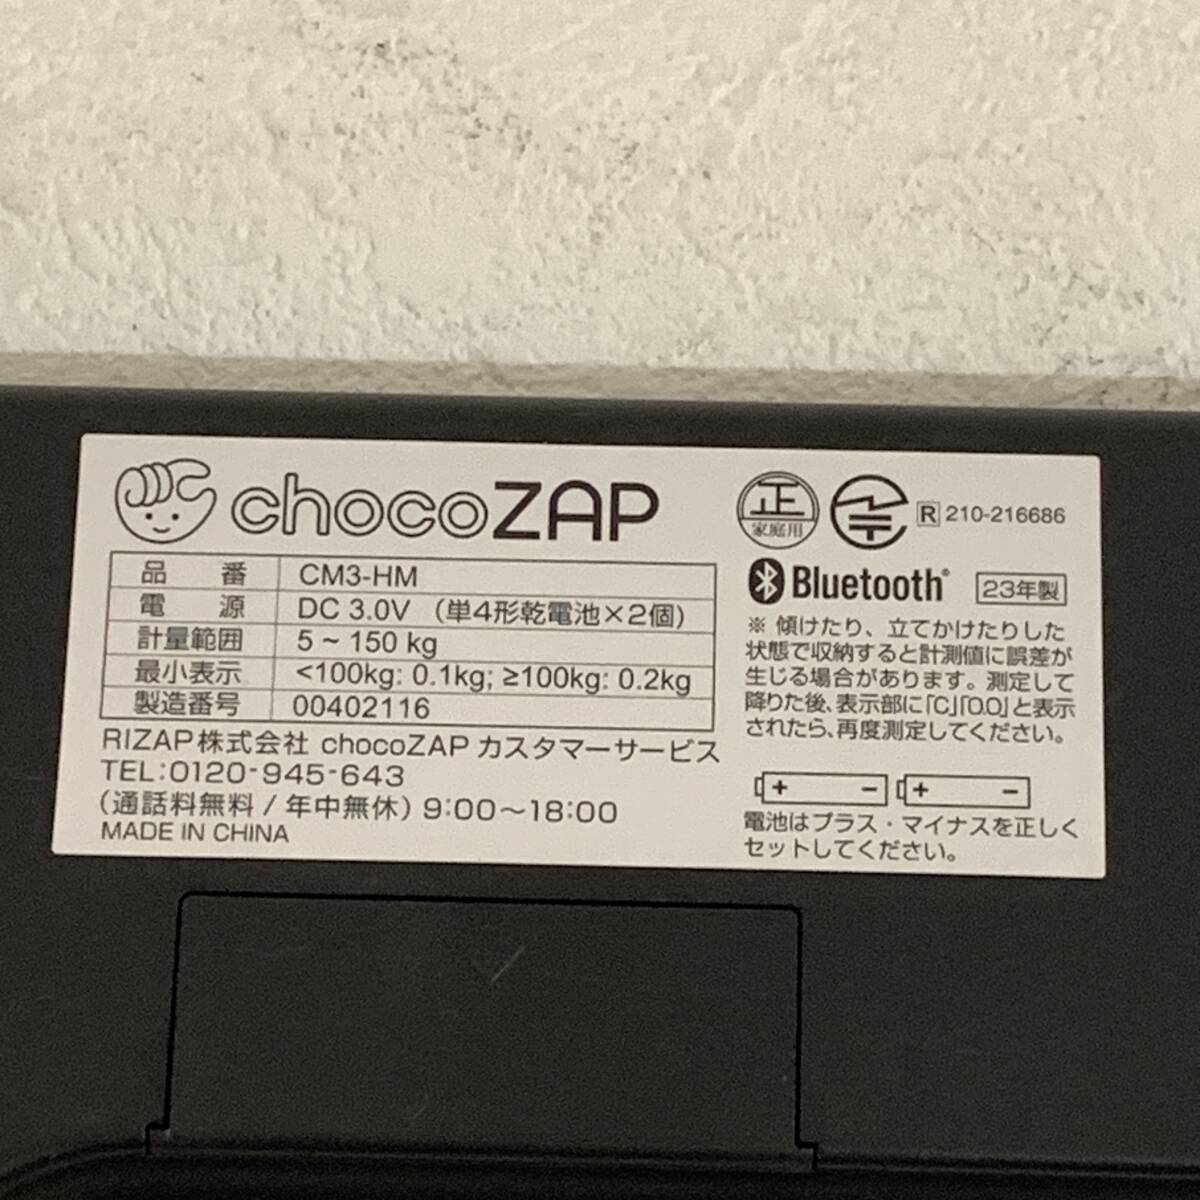 chocoZAP
品番 CM3-HM
電源 DC 3.0V (単4形乾電池×2個)
計量範囲 5 ~ 150 kg
最小表示 <100kg: 0.1kg; ≥100kg: 0.2kg
製造番号 00402116
RIZAP株式会社 chocoZAP カスタマーサービス
TEL:0120-945-643
(通話料無料 / 年中無休) 9:00〜18:00
MADE IN CHINA
正
家庭用
R 210-216686
Bluetooth® 23年製
※ 傾けたり、立てかけたりした
状態で収納すると計測値に誤差が
生じる場合があります。測定して
降りた後、表示部に「C」「0.0」と表示
されたら、再度測定してください。
+ − + −
電池はプラス・マイナスを正しく
セットしてください。